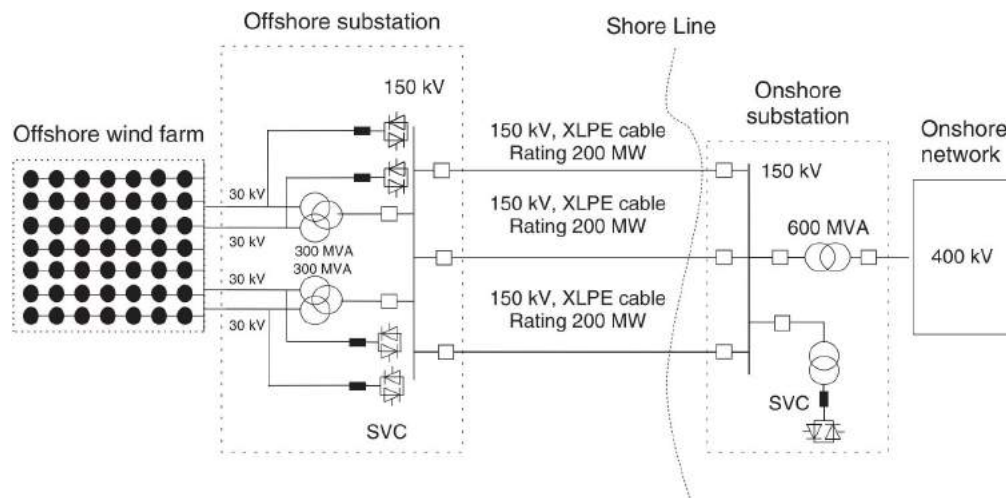 Offshore substation
Shore Line
150 kV
Onshore
substation
Offshore wind farm
150 kV, XLPE cable
Rating 200 MW
Onshore
network
150 kV
30 kV
150 kV, XLPE cable
Rating 200 MW
600 MVA
30 kV
300 MVA
300 MVA
400 kV
30 kV
150 kV, XLPE cable
Rating 200 MW
30 kV
SVC
SVC